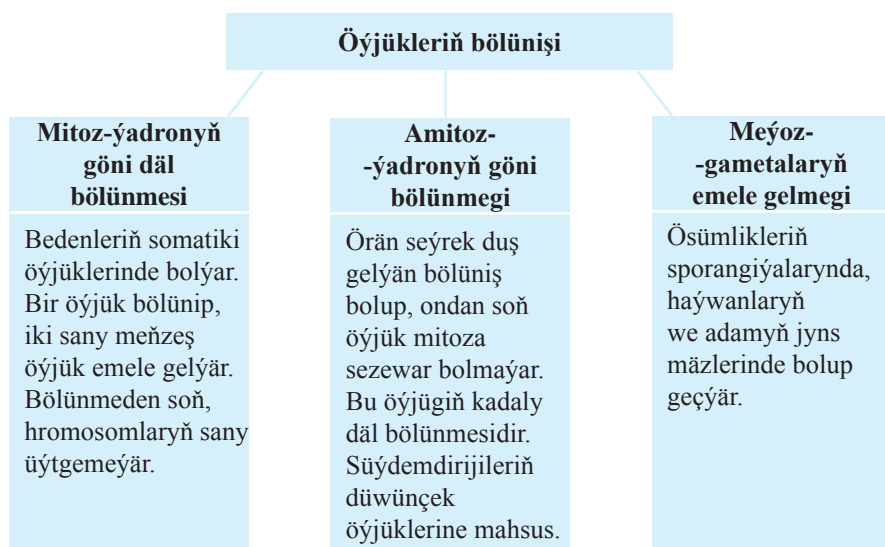 Öýjükleriň bölünişi
Mitoz-ýadronyň
göni däl
bölünmesi
Bedenleriň somatiki
öýjüklerinde bolýar.
Bir öýjük bölünip,
iki sany meňzeş
öýjük emele gelýär.
Bölünmeden soň,
hromosomlaryň sany
üýtgemeýär.
Amitoz-
-ýadronyň göni
bölünmegi
Örän seýrek duş
gelýän bölüniş
bolup, ondan soň
öýjük mitoza
sezewar bolmaýar.
Bu öýjügiň kadaly
däl bölünmesidir.
Süýdemdirijileriň
düwünçek
öýjüklerine mahsus.
Meýoz-
-gametalaryň
emele gelmegi
Ösümlikleriň
sporangiýalarynda,
haýwanlaryň
we adamyň jyns
mäzlerinde bolup
geçýär.